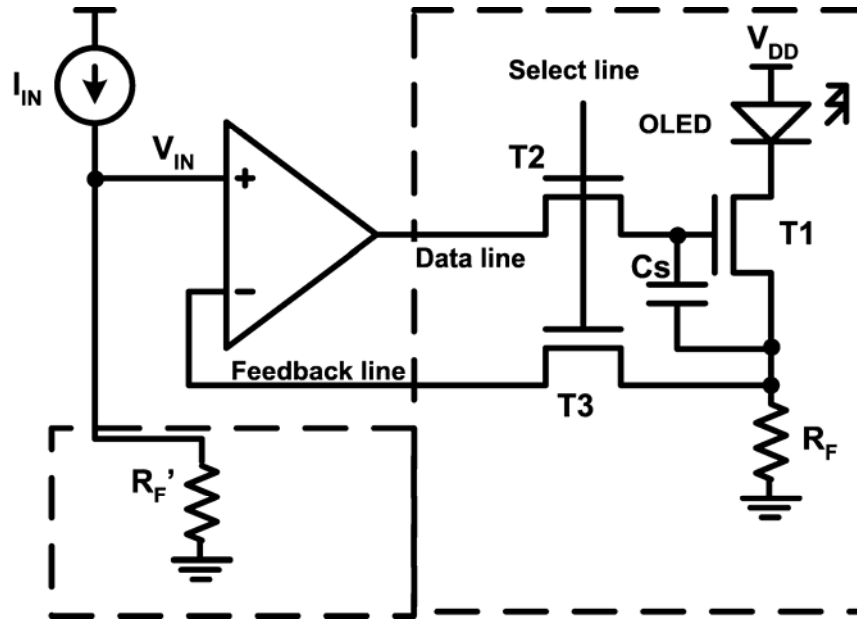 V_DD
Select line
OLED
I_IN
V_IN
T2
+
T1
Data line
Cs
−
Feedback line
T3
R_F
R_F’